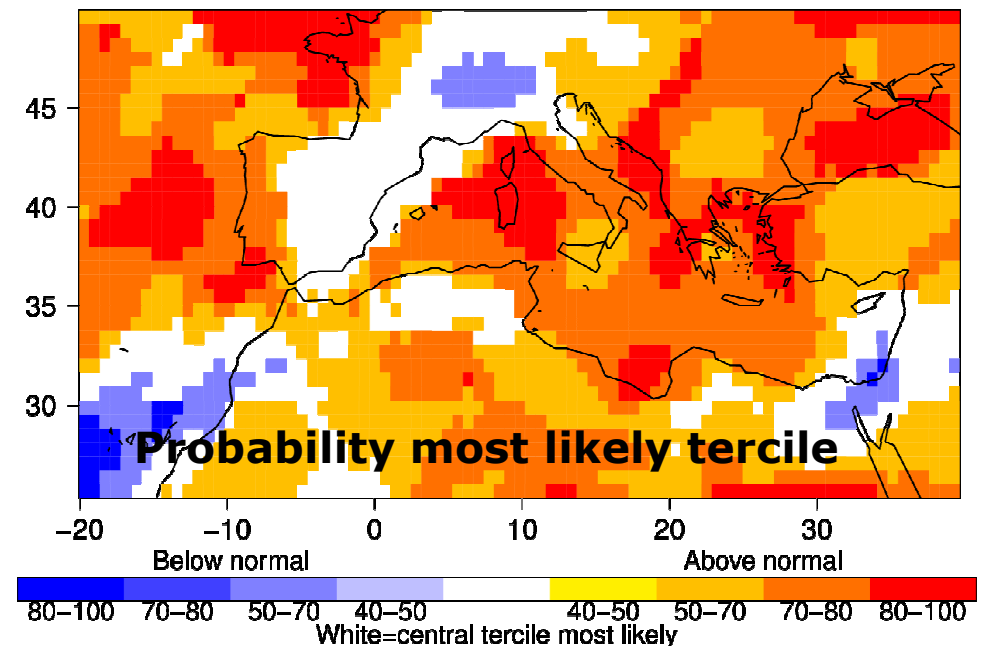 45
40
35
30
Probability most likely tercile
−20 −10 0 10 20 30
Below normal Above normal
80−100 70−80 50−70 40−50 40−50 50−70 70−80 80−100
White=central tercile most likely